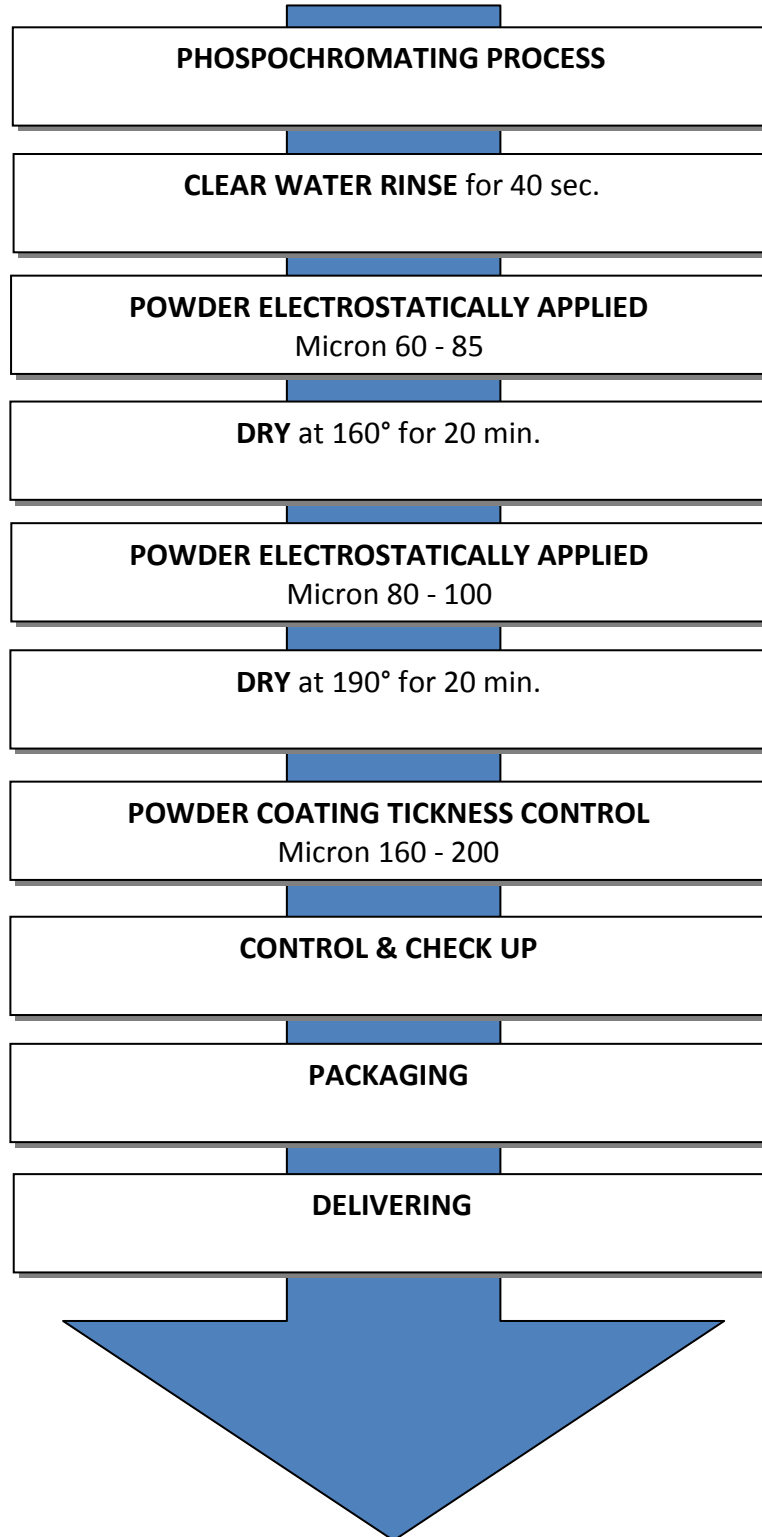 PHOSPOCHROMATING PROCESS
CLEAR WATER RINSE for 40 sec.
POWDER ELECTROSTATICALLY APPLIED
Micron 60 - 85
DRY at 160° for 20 min.
POWDER ELECTROSTATICALLY APPLIED
Micron 80 - 100
DRY at 190° for 20 min.
POWDER COATING TICKNESS CONTROL
Micron 160 - 200
CONTROL & CHECK UP
PACKAGING
DELIVERING